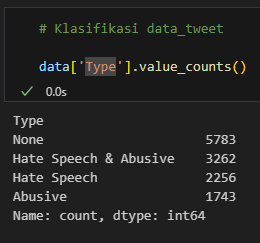 # Klasifikasi data_tweet
data['Type'].value_counts()
0.0s
Type
None 5783
Hate Speech & Abusive 3262
Hate Speech 2256
Abusive 1743
Name: count, dtype: int64